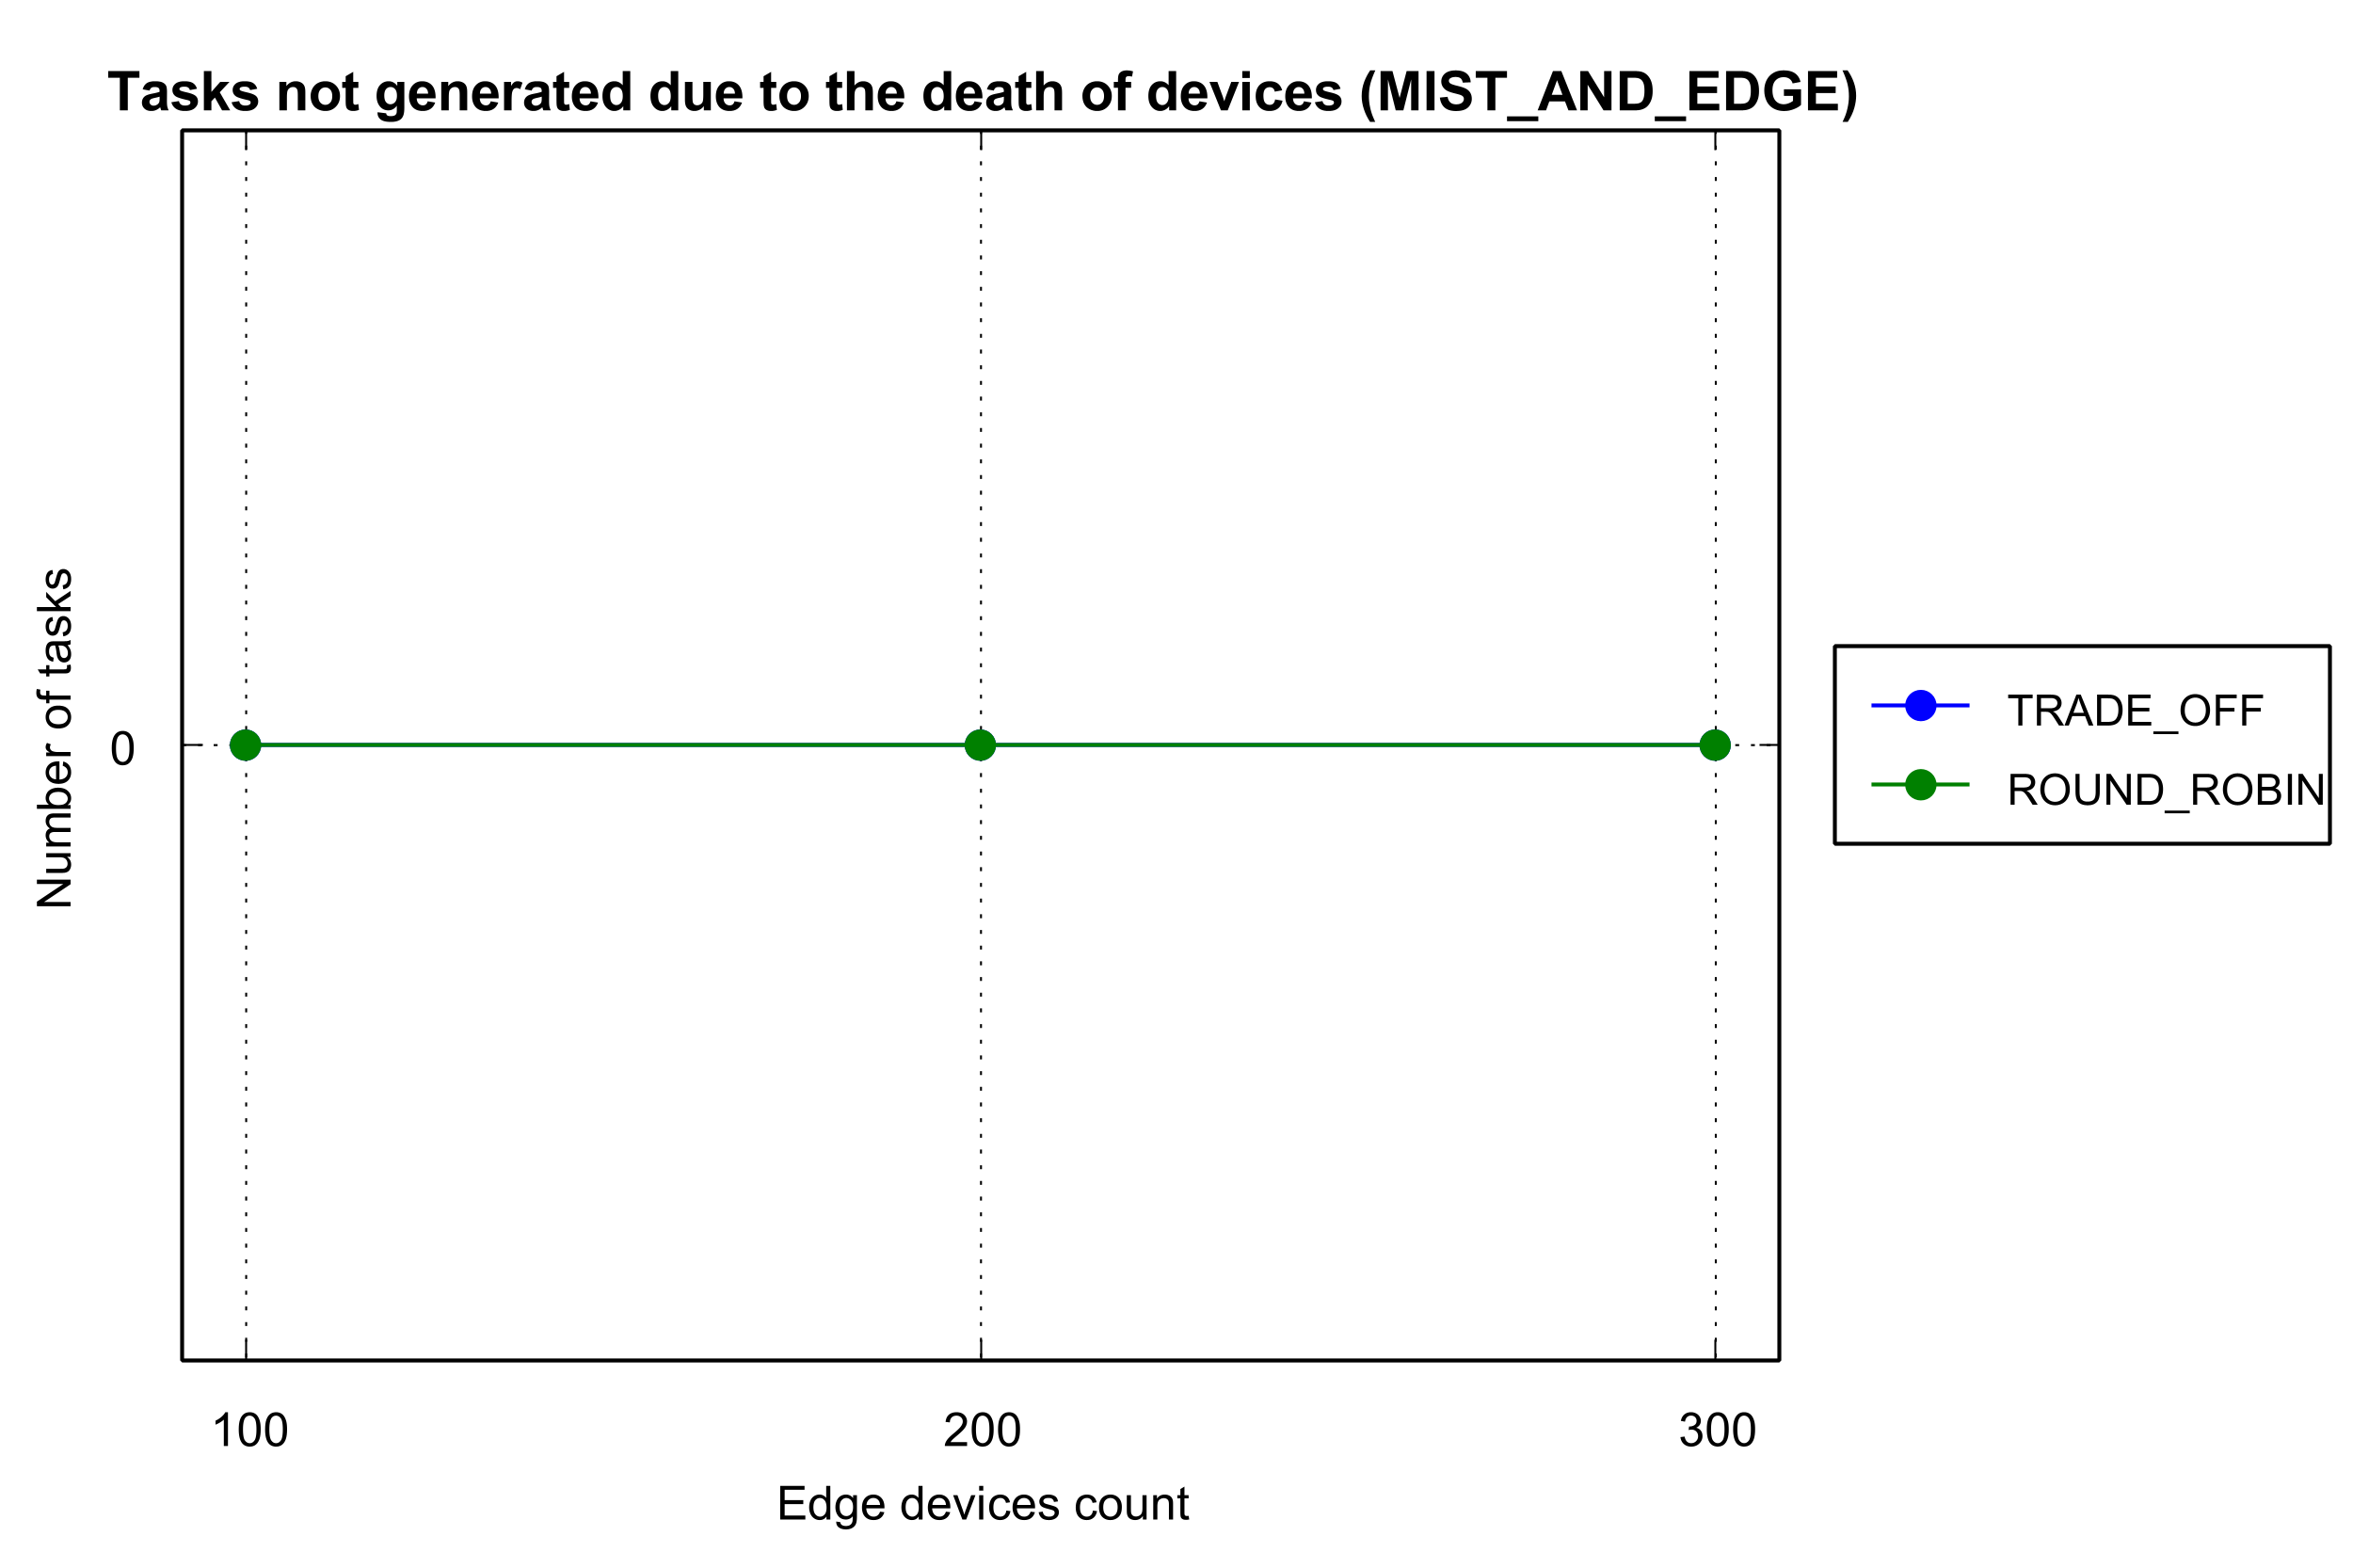 Tasks not generated due to the death of devices (MIST_AND_EDGE)
Number of tasks
0
TRADE_OFF
ROUND_ROBIN
100
200
300
Edge devices count